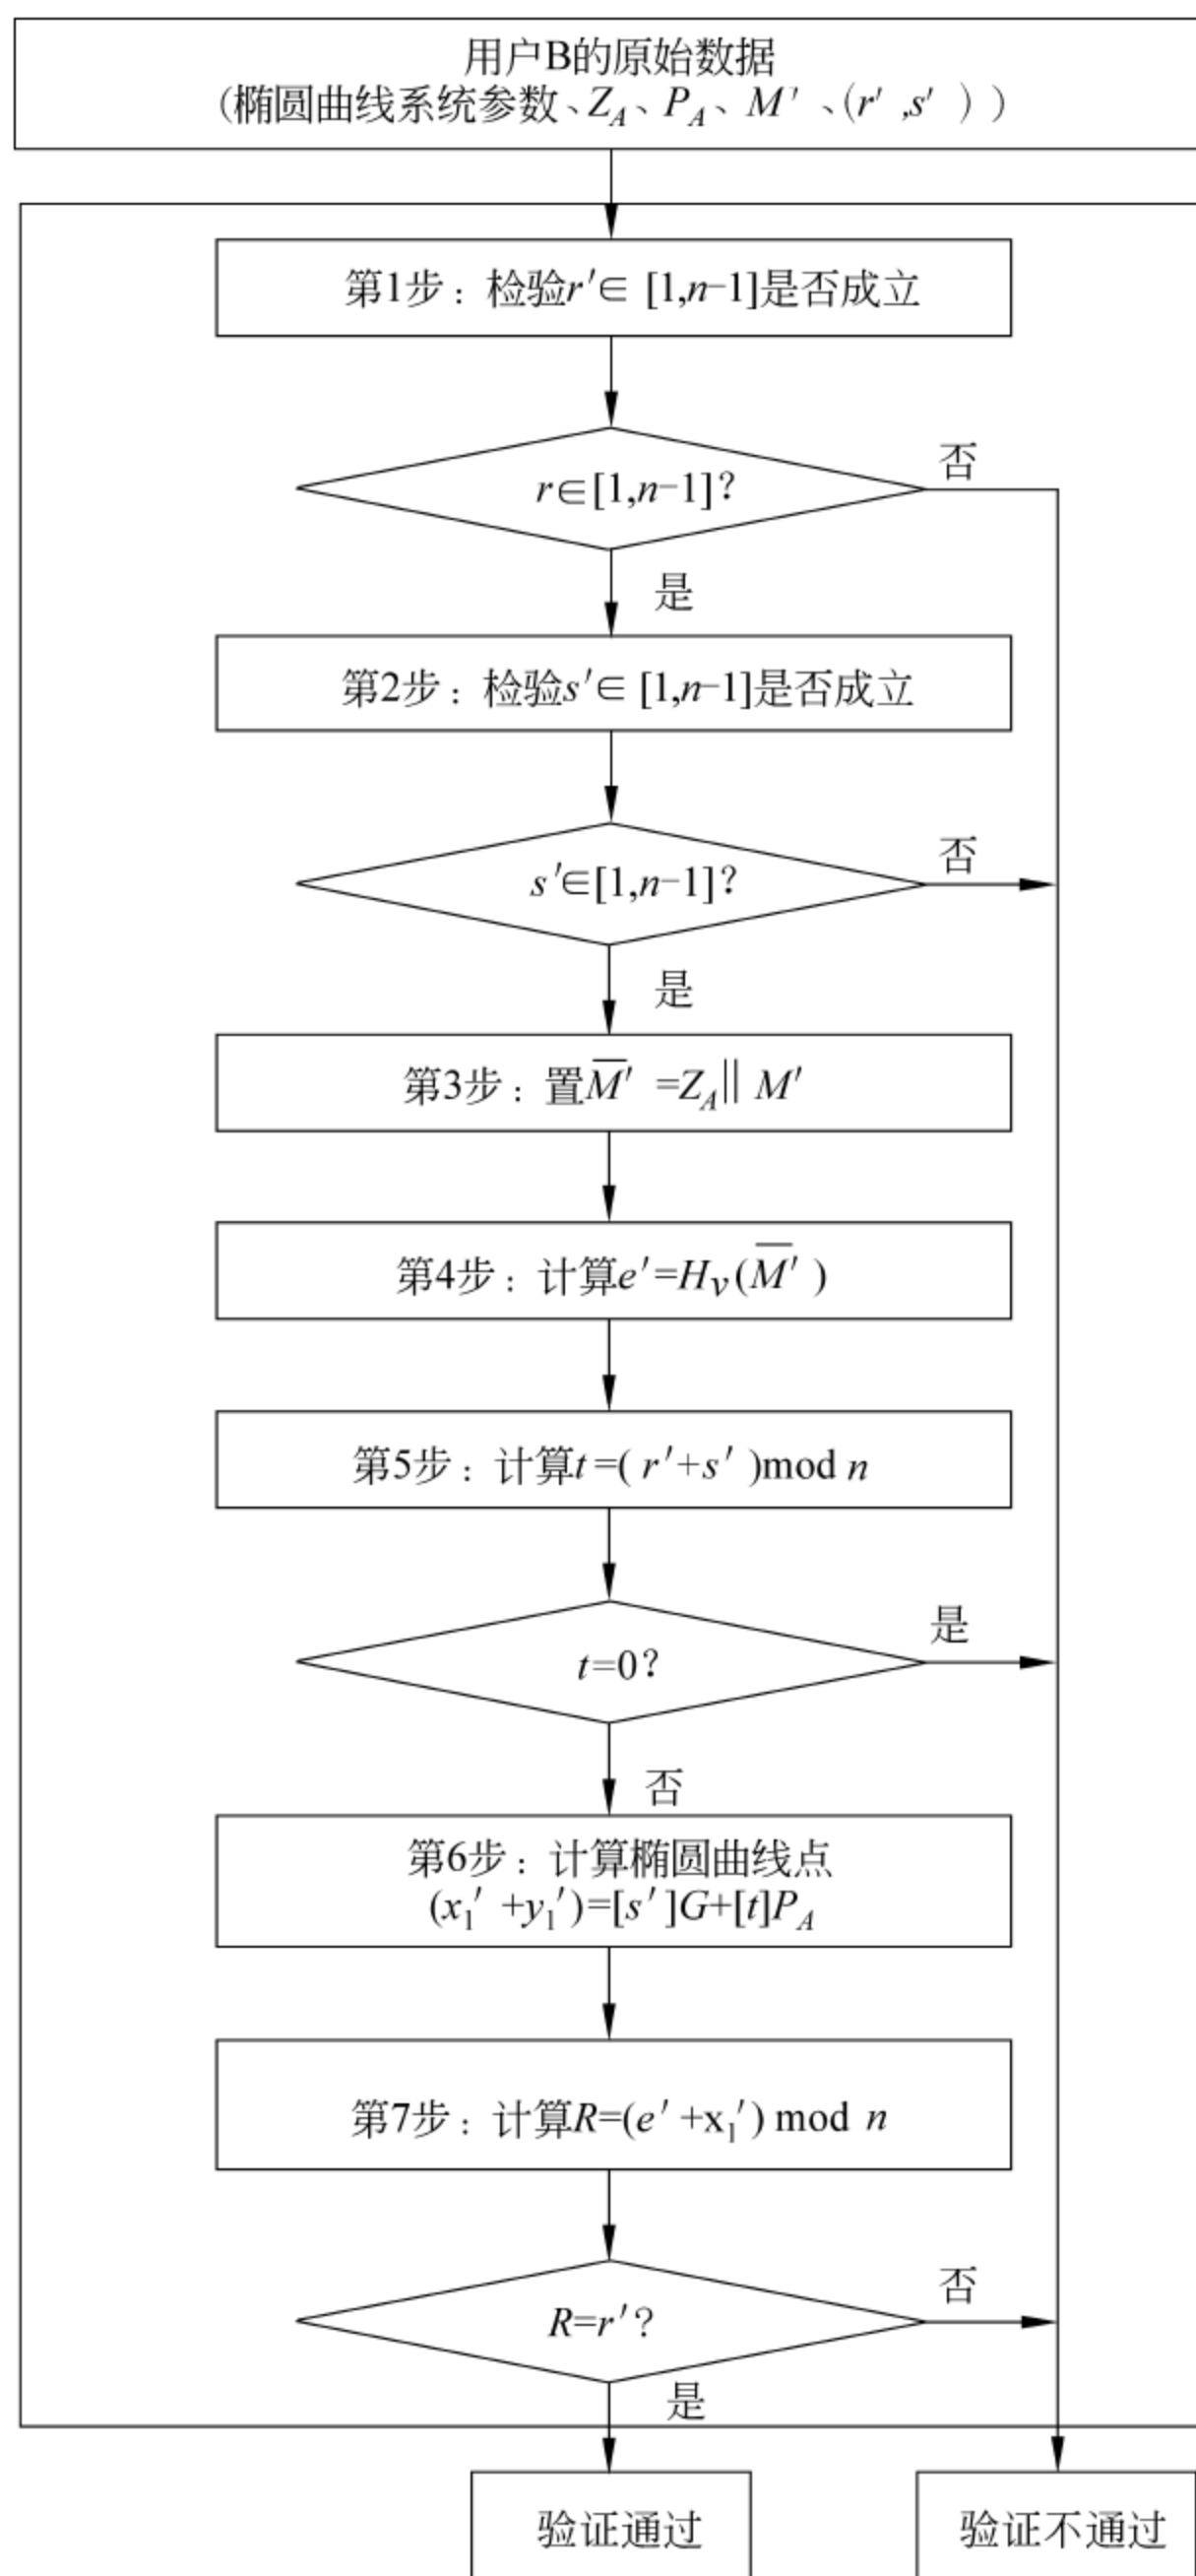 用户B的原始数据
(椭圆曲线系统参数、Z_A、P_A、M′、(r′,s′))
第1步：检验r′∈[1,n−1]是否成立
r∈[1,n−1]？
否
是
第2步：检验s′∈[1,n−1]是否成立
s′∈[1,n−1]？
否
是
第3步：置M̅′=Z_A‖M′
第4步：计算e′=H_v(M̅′)
第5步：计算t=(r′+s′)mod n
t=0？
是
否
第6步：计算椭圆曲线点
(x₁′+y₁′)=[s′]G+[t]P_A
第7步：计算R=(e′+x₁′) mod n
R=r′？
否
是
验证通过
验证不通过